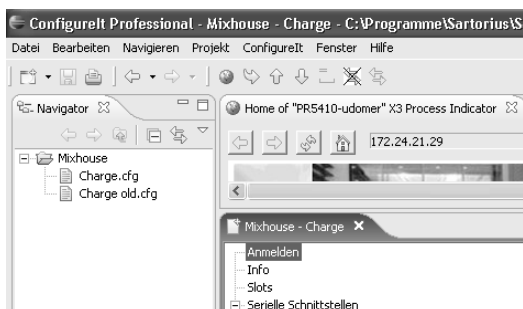 ConfigureIt Professional - Mixhouse - Charge - C:\Programme\Sartorius\S
Datei Bearbeiten Navigieren Projekt ConfigureIt Fenster Hilfe
Navigator
Home of "PR5410-udomer" X3 Process Indicator
172.24.21.29
Mixhouse
Charge.cfg
Charge old.cfg
Mixhouse - Charge
Anmelden
Info
Slots
Serielle Schnittstellen